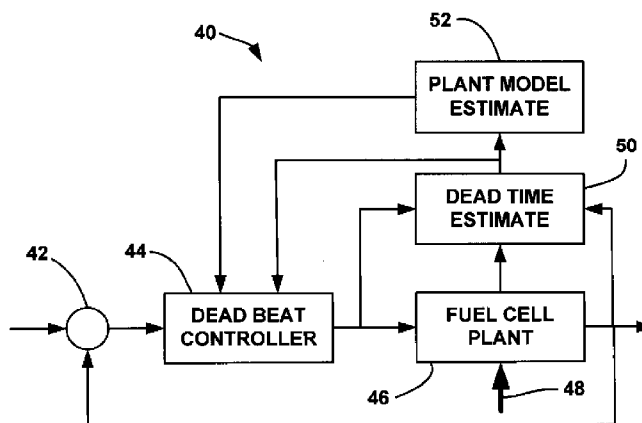 40
52
PLANT MODEL
ESTIMATE
50
DEAD TIME
ESTIMATE
42
44
DEAD BEAT
CONTROLLER
FUEL CELL
PLANT
46
48